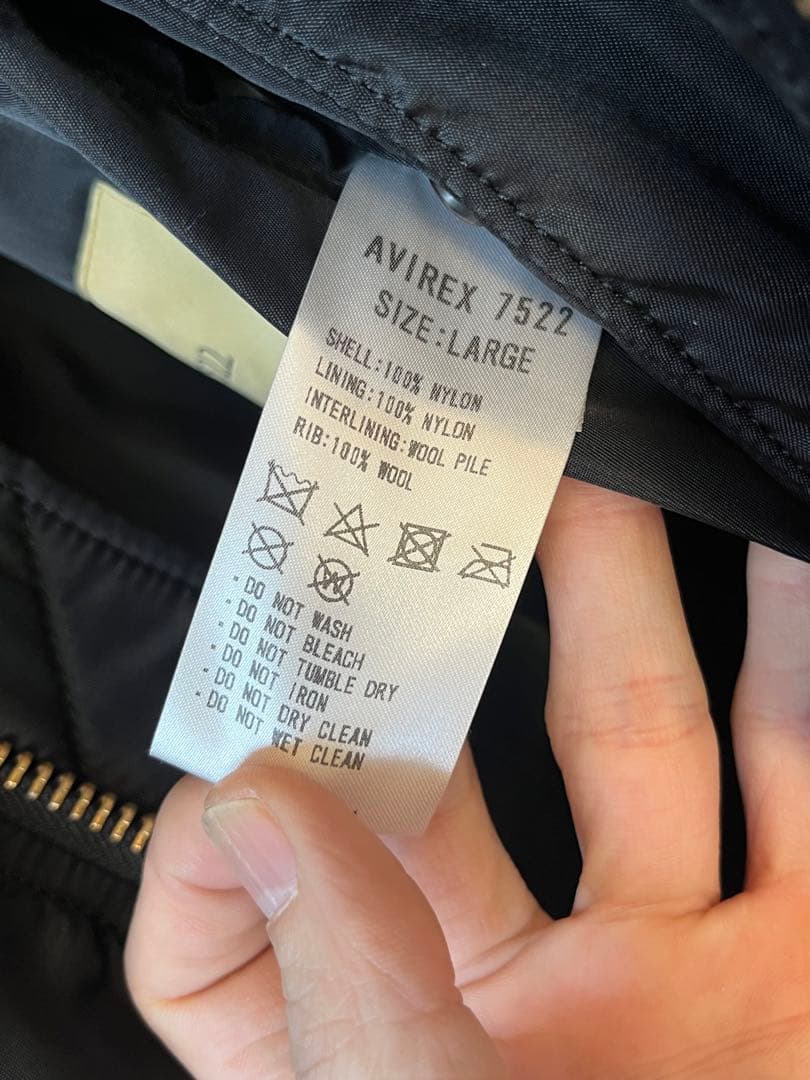 AVIREX 7522
SIZE:LARGE
SHELL:100% NYLON
LINING:100% NYLON
INTERLINING:WOOL PILE
RIB:100% WOOL
W
· DO NOT WASH
· DO NOT BLEACH
· DO NOT TUMBLE DRY
· DO NOT IRON
· DO NOT DRY CLEAN
· DO NOT WET CLEAN